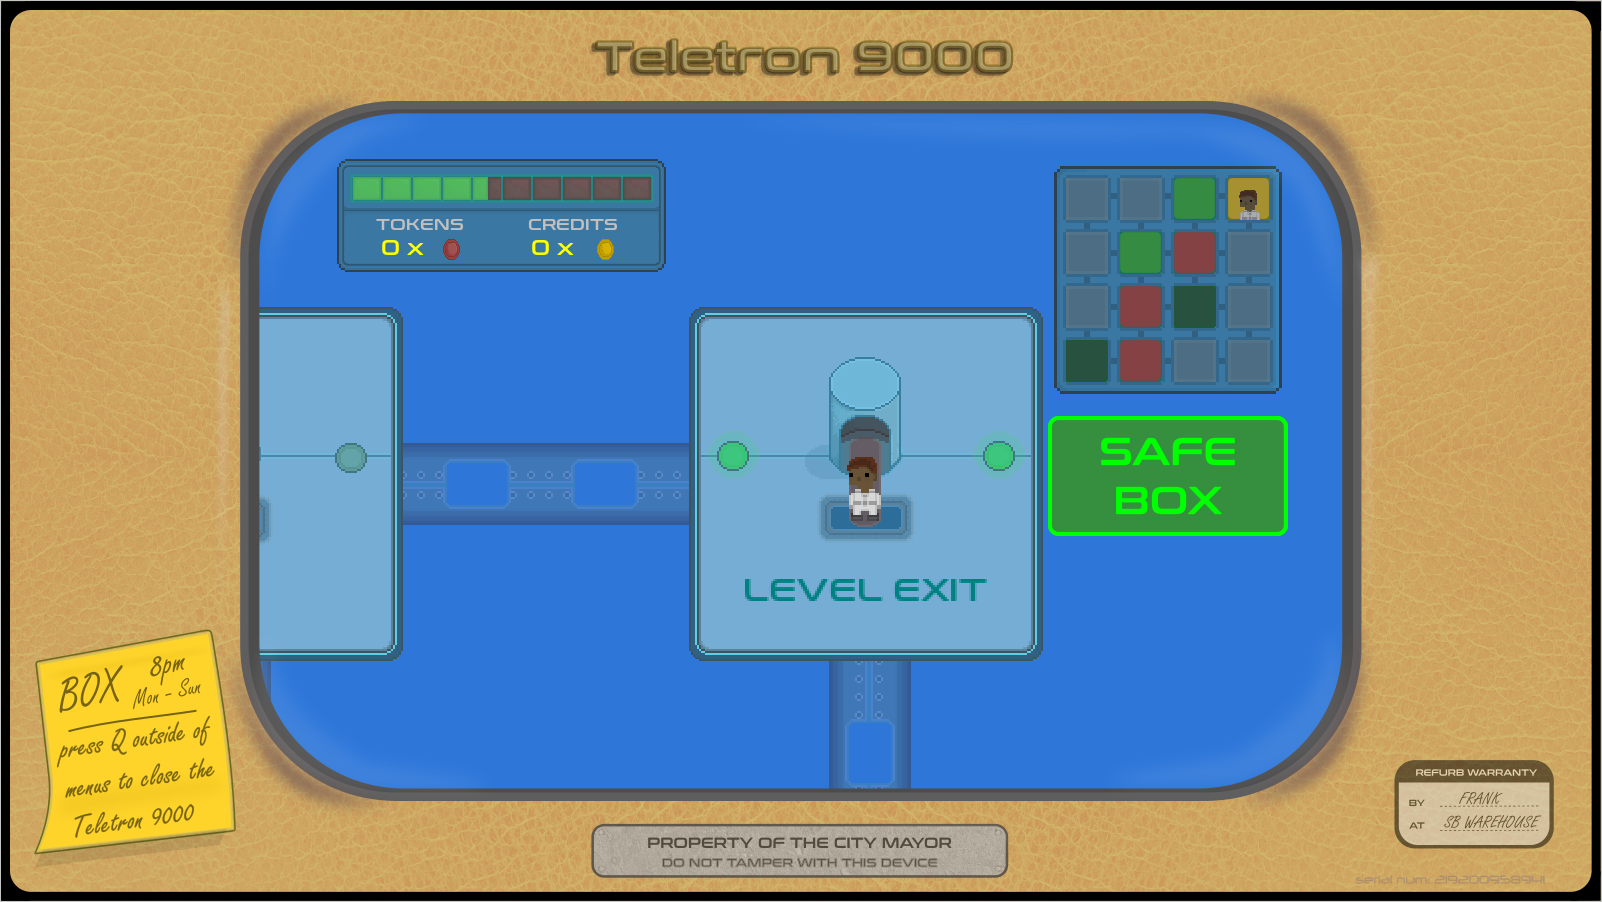 Teletron 9000
TOKENS
CREDITS
0 x
0 x
SAFE
BOX
LEVEL EXIT
BOX 8pm
Mon - Sun
press Q outside of
menus to close the
Teletron 9000
REFURB WARRANTY
BY FRANK
AT SB WAREHOUSE
PROPERTY OF THE CITY MAYOR
DO NOT TAMPER WITH THIS DEVICE
serial num: